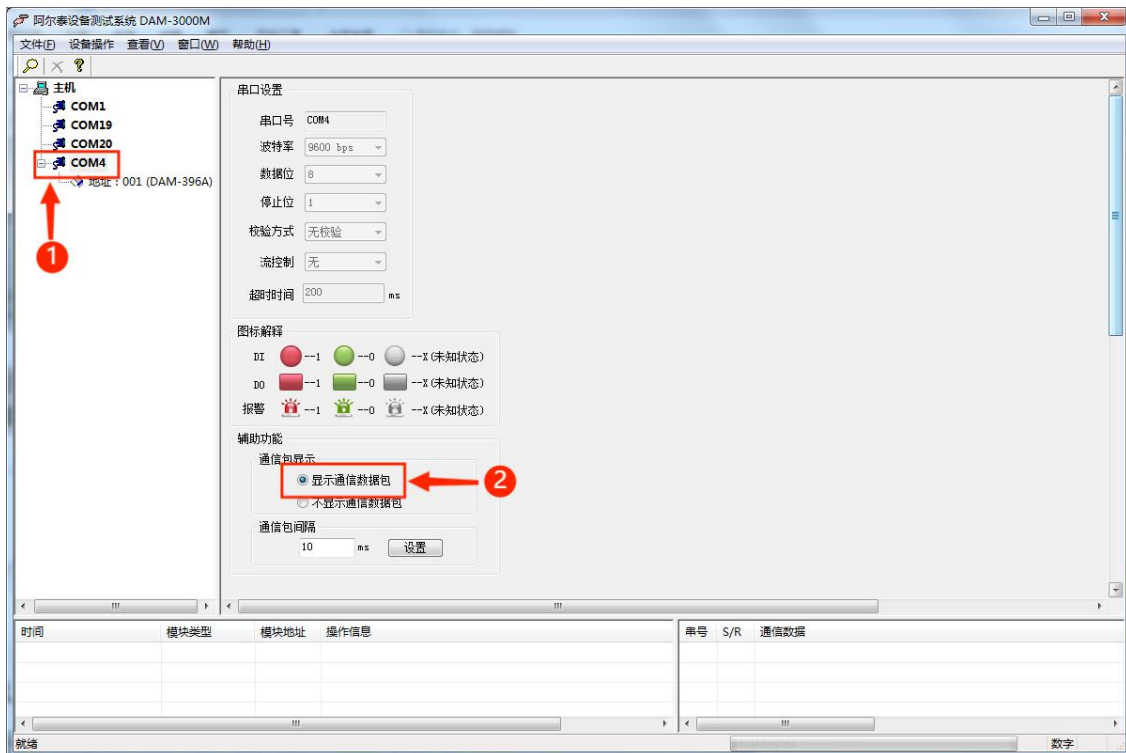 阿尔泰设备测试系统 DAM-3000M
文件(F) 设备操作 查看(V) 窗口(W) 帮助(H)
主机
COM1
COM19
COM20
COM4
地址：001 (DAM-396A)
1
串口设置
串口号 COM4
波特率 9600 bps
数据位 8
停止位 1
校验方式 无校验
流控制 无
超时时间 200 ms
图标解释
DI --1 --0 --X(未知状态)
DO --1 --0 --X(未知状态)
报警 --1 --0 --X(未知状态)
辅助功能
通信包显示
显示通信数据包 2
不显示通信数据包
通信包间隔
10 ms 设置
时间 模块类型 模块地址 操作信息
串号 S/R 通信数据
就绪 数字